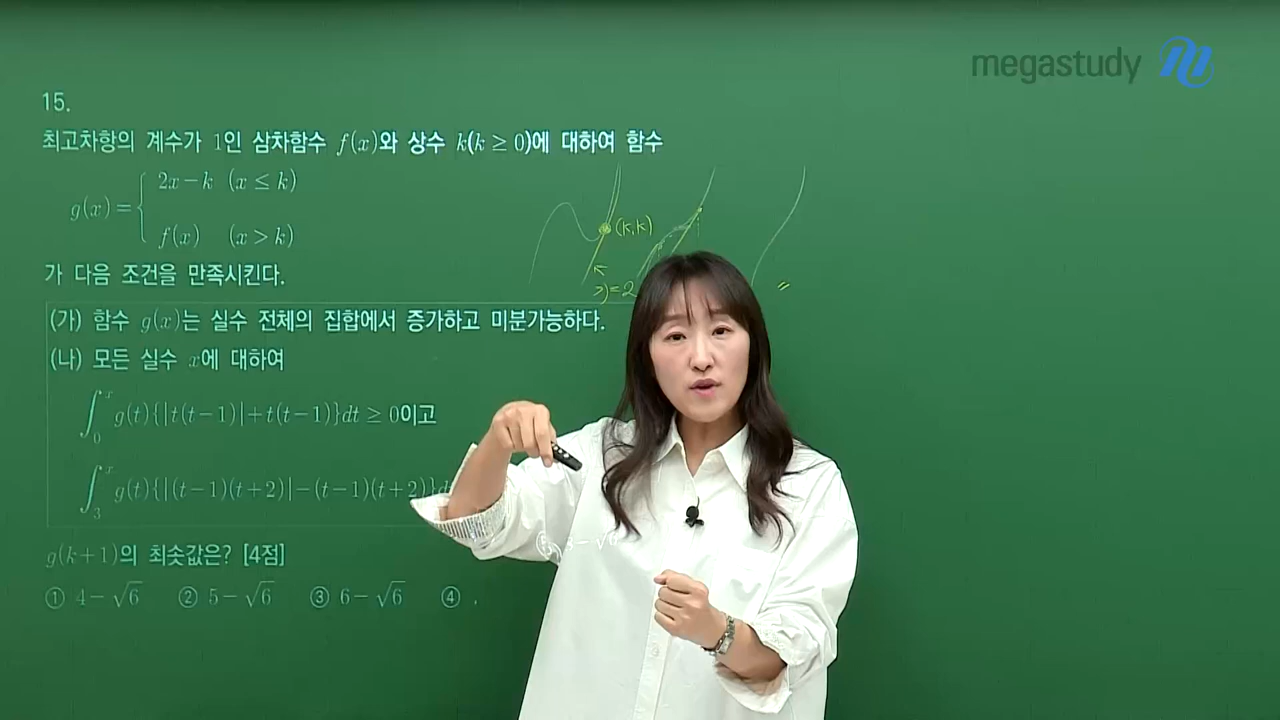 megastudy
15.
최고차항의 계수가 1인 삼차함수 f(x)와 상수 k(k ≥ 0)에 대하여 함수
g(x) = { 2x − k (x ≤ k)
f(x) (x > k)
(k, k)
가 다음 조건을 만족시킨다.
(가) 함수 g(x)는 실수 전체의 집합에서 증가하고 미분가능하다.
(나) 모든 실수 x에 대하여
∫₀ˣ g(t){|t(t−1)|+t(t−1)}dt ≥ 0이고
∫₃ˣ g(t){|(t−1)(t+2)|−(t−1)(t+2)}
g(k+1)의 최솟값은? [4점]
① 4−√6 ② 5−√6 ③ 6−√6 ④